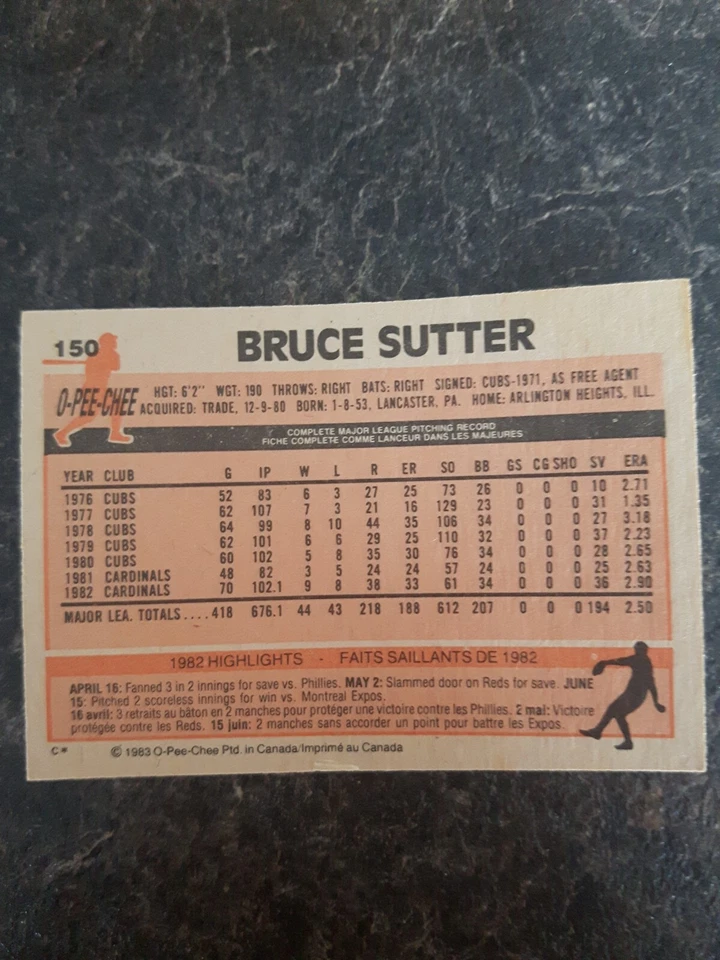 150 BRUCE SUTTER
O-PEE-CHEE
HGT: 6'2" WGT: 190 THROWS: RIGHT BATS: RIGHT SIGNED: CUBS-1971, AS FREE AGENT
ACQUIRED: TRADE, 12-9-80 BORN: 1-8-53, LANCASTER, PA. HOME: ARLINGTON HEIGHTS, ILL.
COMPLETE MAJOR LEAGUE PITCHING RECORD
FICHE COMPLETE COMME LANCEUR DANS LES MAJEURES
YEAR CLUB G IP W L R ER SO BB GS CG SHO SV ERA
1976 CUBS 52 83 6 3 27 25 73 26 0 0 0 10 2.71
1977 CUBS 62 107 7 3 21 16 129 23 0 0 0 31 1.35
1978 CUBS 64 99 8 10 44 35 106 34 0 0 0 27 3.18
1979 CUBS 62 101 6 6 29 25 110 32 0 0 0 37 2.23
1980 CUBS 60 102 5 8 35 30 76 34 0 0 0 28 2.65
1981 CARDINALS 48 82 3 5 24 24 57 24 0 0 0 25 2.63
1982 CARDINALS 70 102.1 9 8 38 33 61 34 0 0 0 36 2.90
MAJOR LEA. TOTALS....418 676.1 44 43 218 188 612 207 0 0 0 194 2.50
1982 HIGHLIGHTS · FAITS SAILLANTS DE 1982
APRIL 16: Fanned 3 in 2 innings for save vs. Phillies. MAY 2: Slammed door on Reds for save. JUNE
15: Pitched 2 scoreless innings for win vs. Montreal Expos.
16 avril: 3 retraits au bâton en 2 manches pour protéger une victoire contre les Phillies. 2 mai: Victoire
protégée contre les Reds. 15 juin: 2 manches sans accorder un point pour battre les Expos.
C* © 1983 O-Pee-Chee Ptd. in Canada/Imprimé au Canada